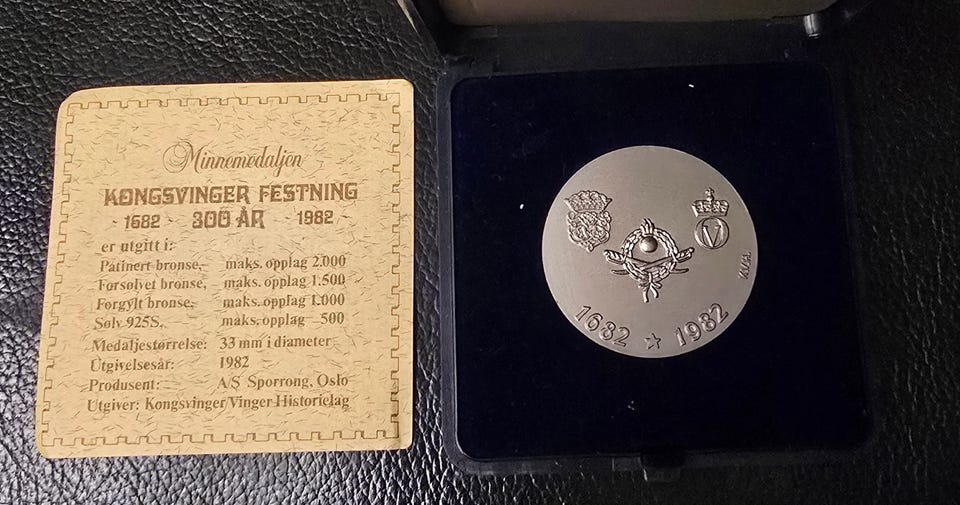 Minnemedaljen
KONGSVINGER FESTNING
- 1682 - 300 ÅR - 1982
er utgitt i:
Patinert bronse, maks. opplag 2.000
Forsølvet bronse, maks. opplag 1.500
Forgylt bronse, maks. opplag 1.000
Sølv 925S, maks. opplag 500
Medaljestørrelse: 33 mm i diameter
Utgivelsesår: 1982
Produsent: A/S Sporrong, Oslo
Utgiver: Kongsvinger/Vinger Historielag
V
1682 ☆ 1982